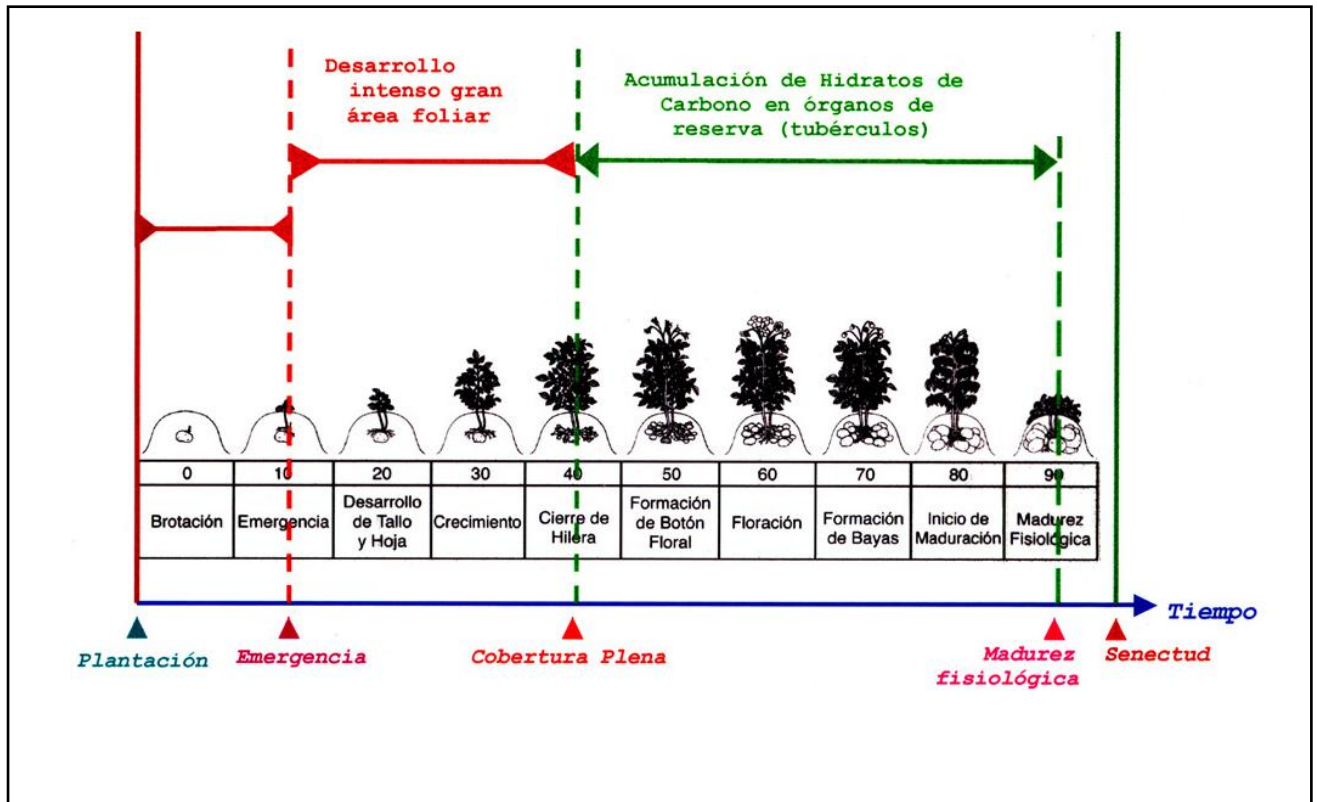 Desarrollo
intenso gran
área foliar
Acumulación de Hidratos de
Carbono en órganos de
reserva (tubérculos)
0 10 20 30 40 50 60 70 80 90
Brotación
Emergencia
Desarrollo
de Tallo
y Hoja
Crecimiento
Cierre de
Hilera
Formación
de Botón
Floral
Floración
Formación
de Bayas
Inicio de
Maduración
Madurez
Fisiológica
Tiempo
Plantación
Emergencia
Cobertura Plena
Madurez
fisiológica
Senectud